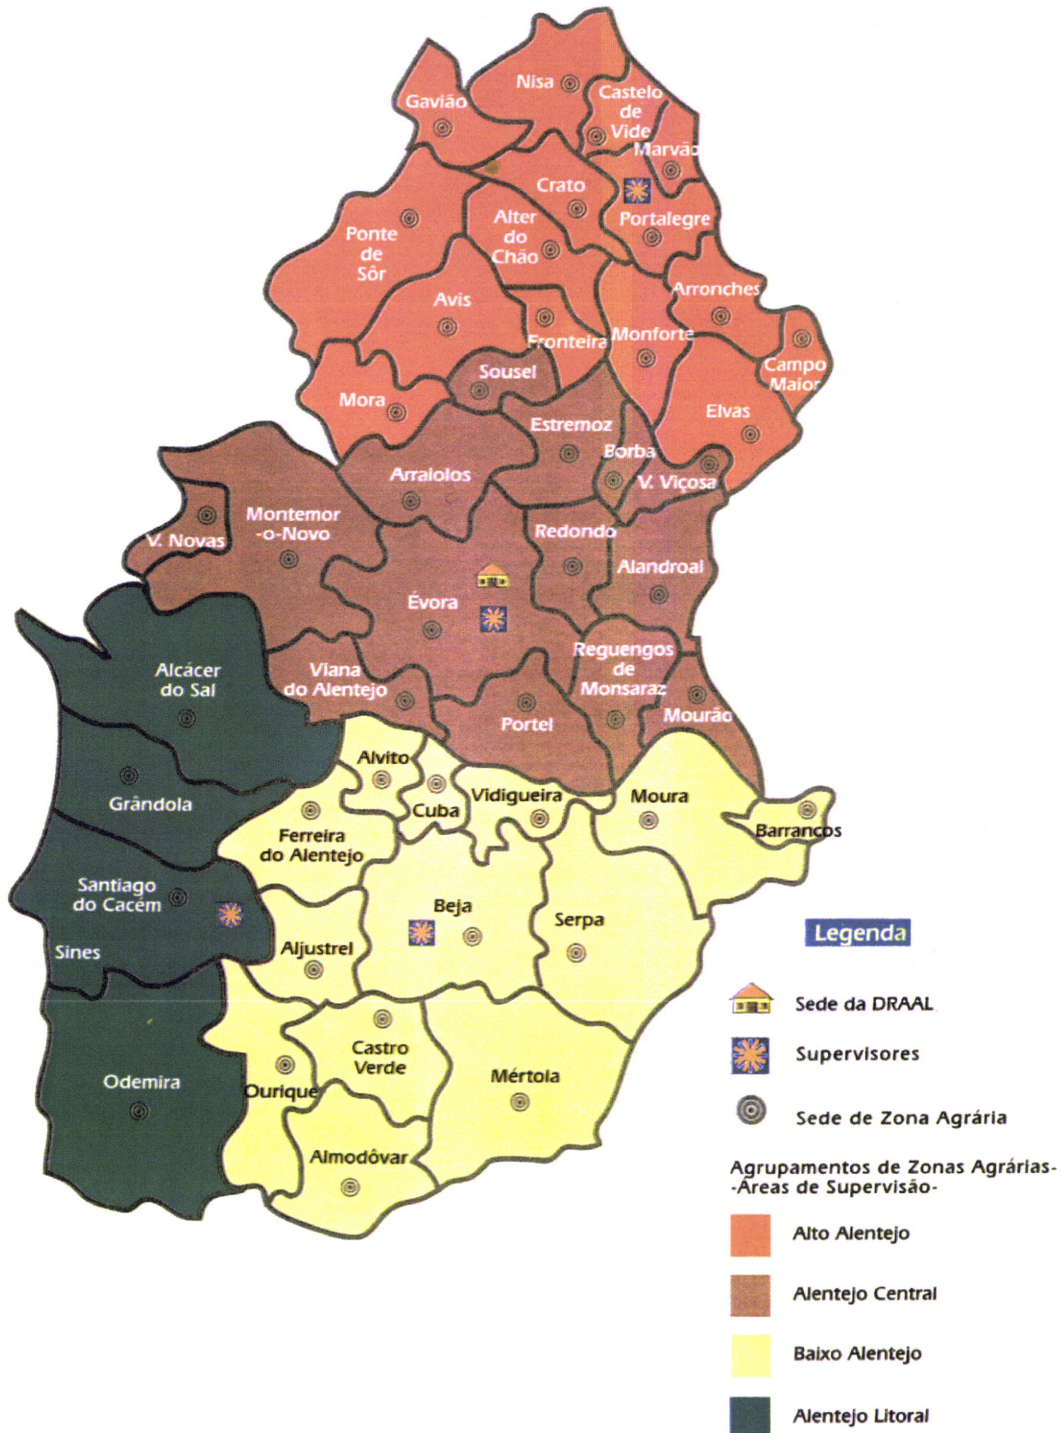 Nisa
Gavião
Castelo
de
Vide
Marvão
Crato
Portalegre
Alter
do
Chão
Ponte
de
Sôr
Arronches
Avis
Fronteira
Monforte
Campo
Maior
Sousel
Mora
Elvas
Estremoz
Borba
V. Viçosa
Arraiolos
Montemor
-o-Novo
V. Novas
Redondo
Alandroal
Évora
Reguengos
de
Monsaraz
Viana
do Alentejo
Portel
Mourão
Alcácer
do Sal
Grândola
Alvito
Cuba
Vidigueira
Moura
Barrancos
Ferreira
do Alentejo
Santiago
do Cacém
Sines
Beja
Serpa
Aljustrel
Castro
Verde
Mértola
Odemira
Ourique
Almodôvar
Legenda
Sede da DRAAL
Supervisores
Sede de Zona Agrária
Agrupamentos de Zonas Agrárias-
-Áreas de Supervisão-
Alto Alentejo
Alentejo Central
Baixo Alentejo
Alentejo Litoral